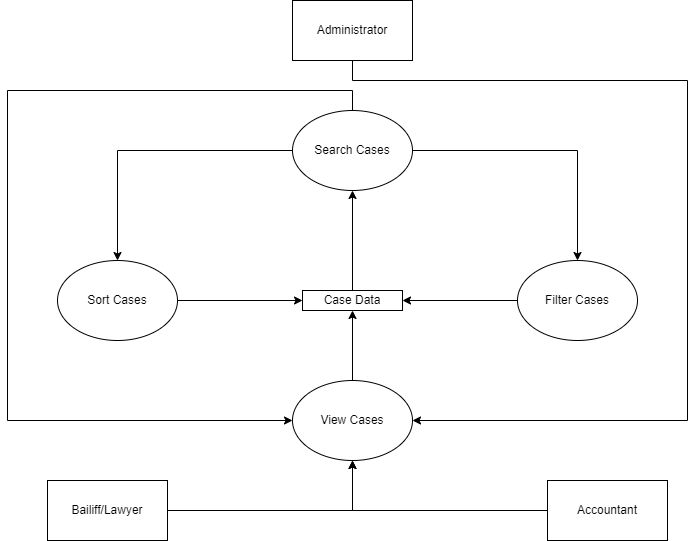 Administrator
Search Cases
Sort Cases
Case Data
Filter Cases
View Cases
Bailiff/Lawyer
Accountant